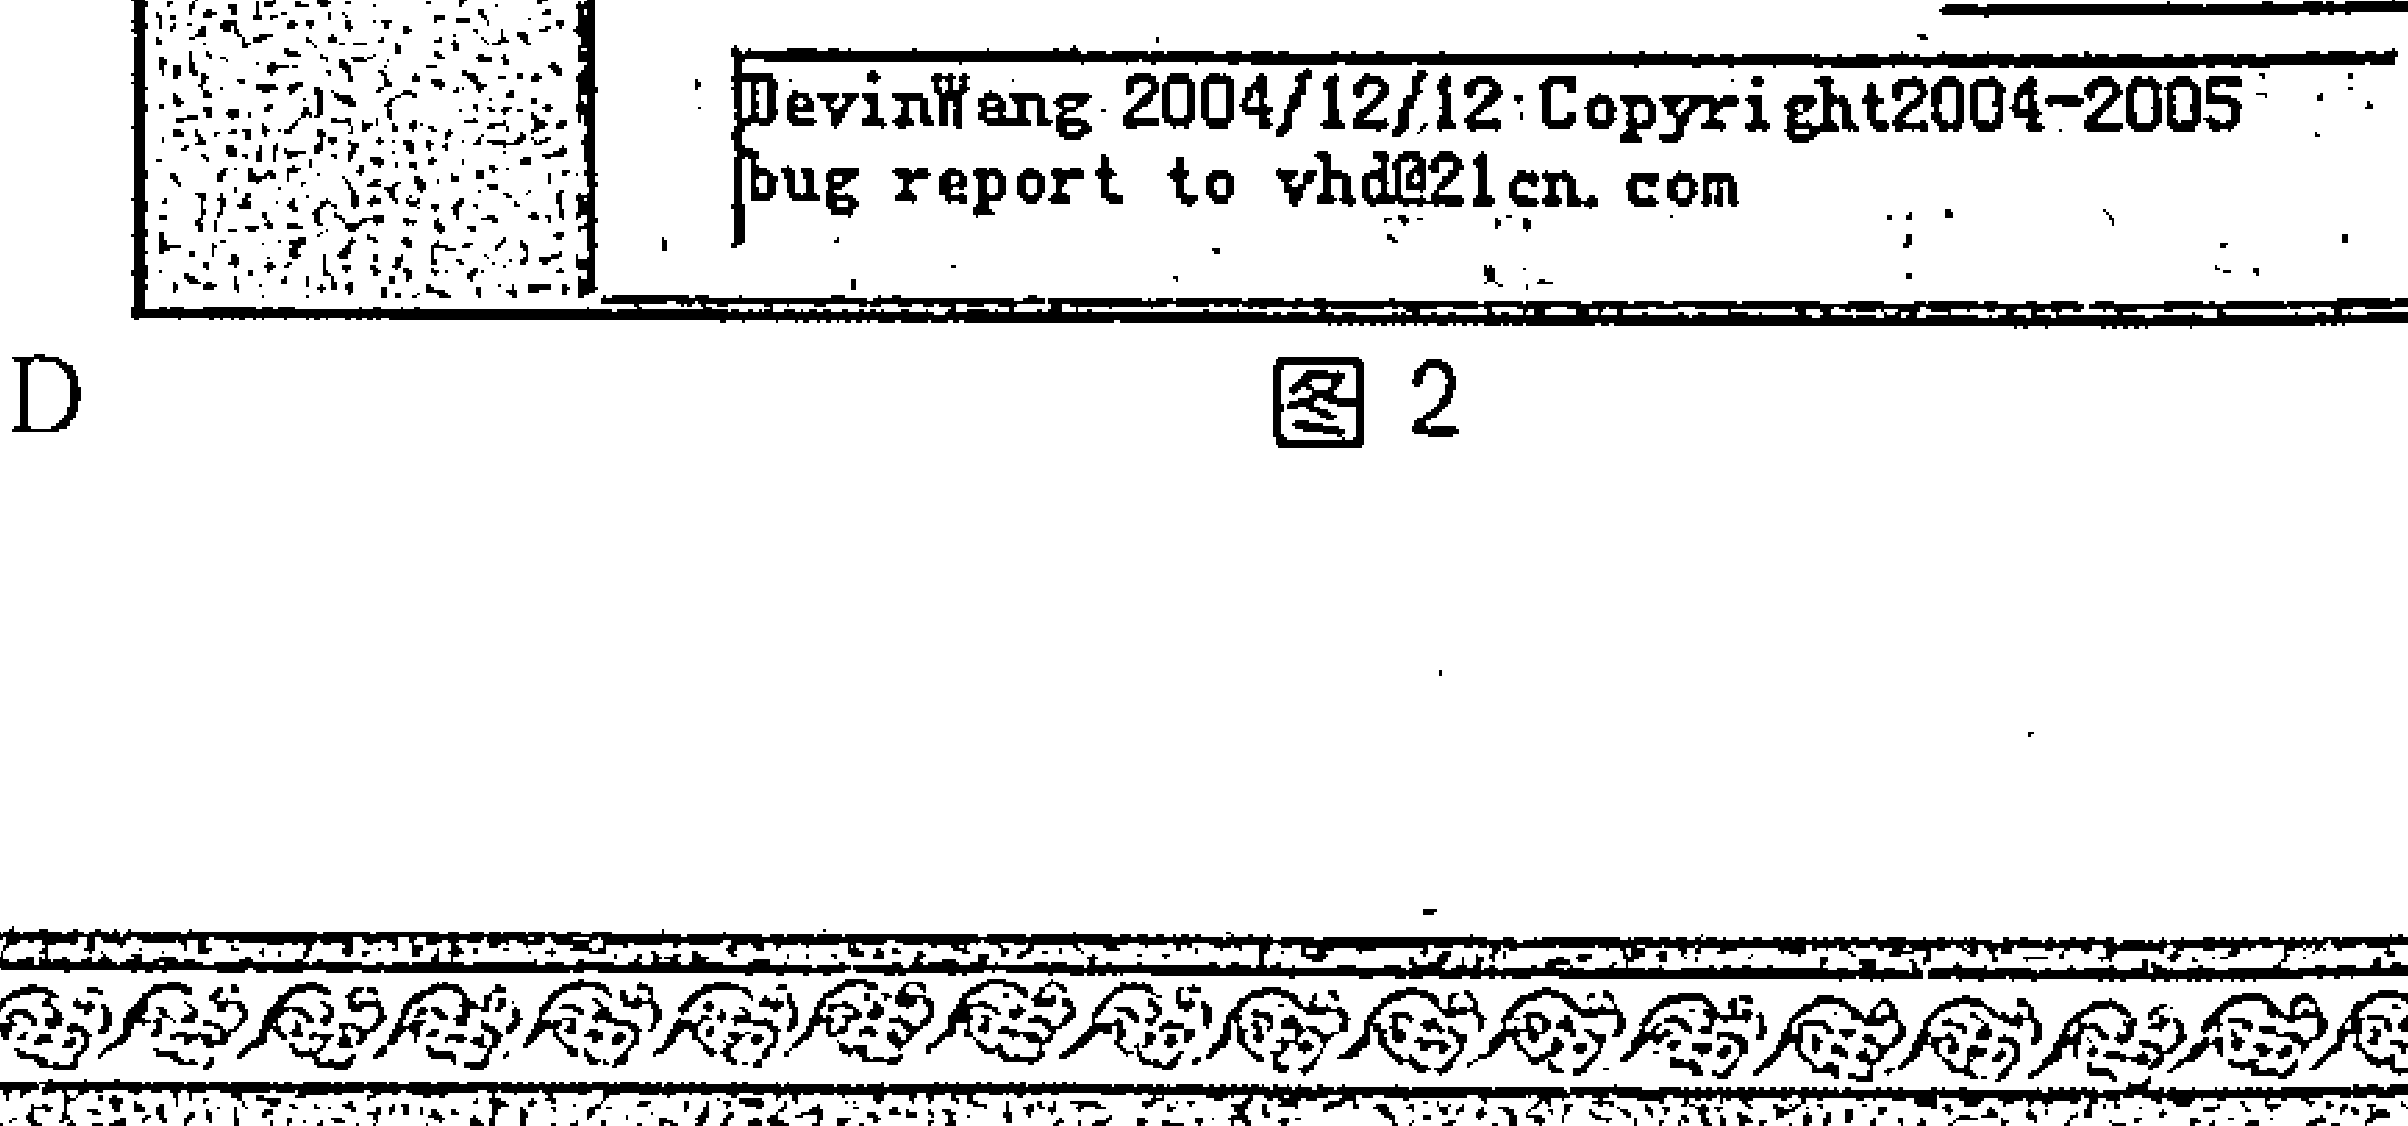 DevinWang 2004/12/12 Copyright2004-2005
bug report to vhd@21cn.com
D
图 2